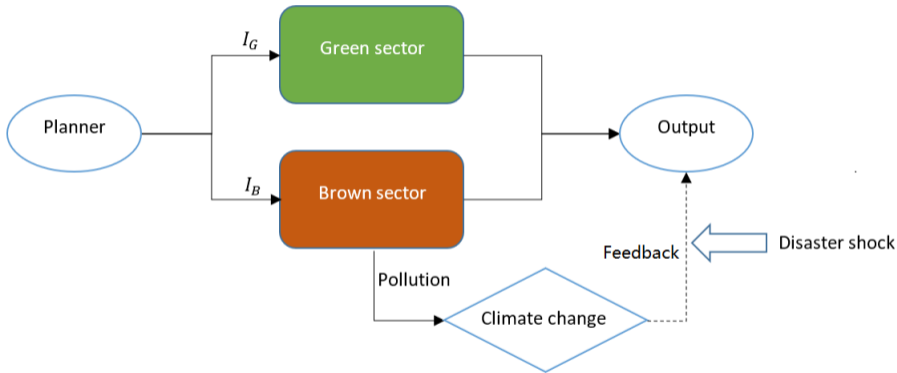 I_G
Green sector
Planner
Output
I_B
Brown sector
Disaster shock
Feedback
Pollution
Climate change